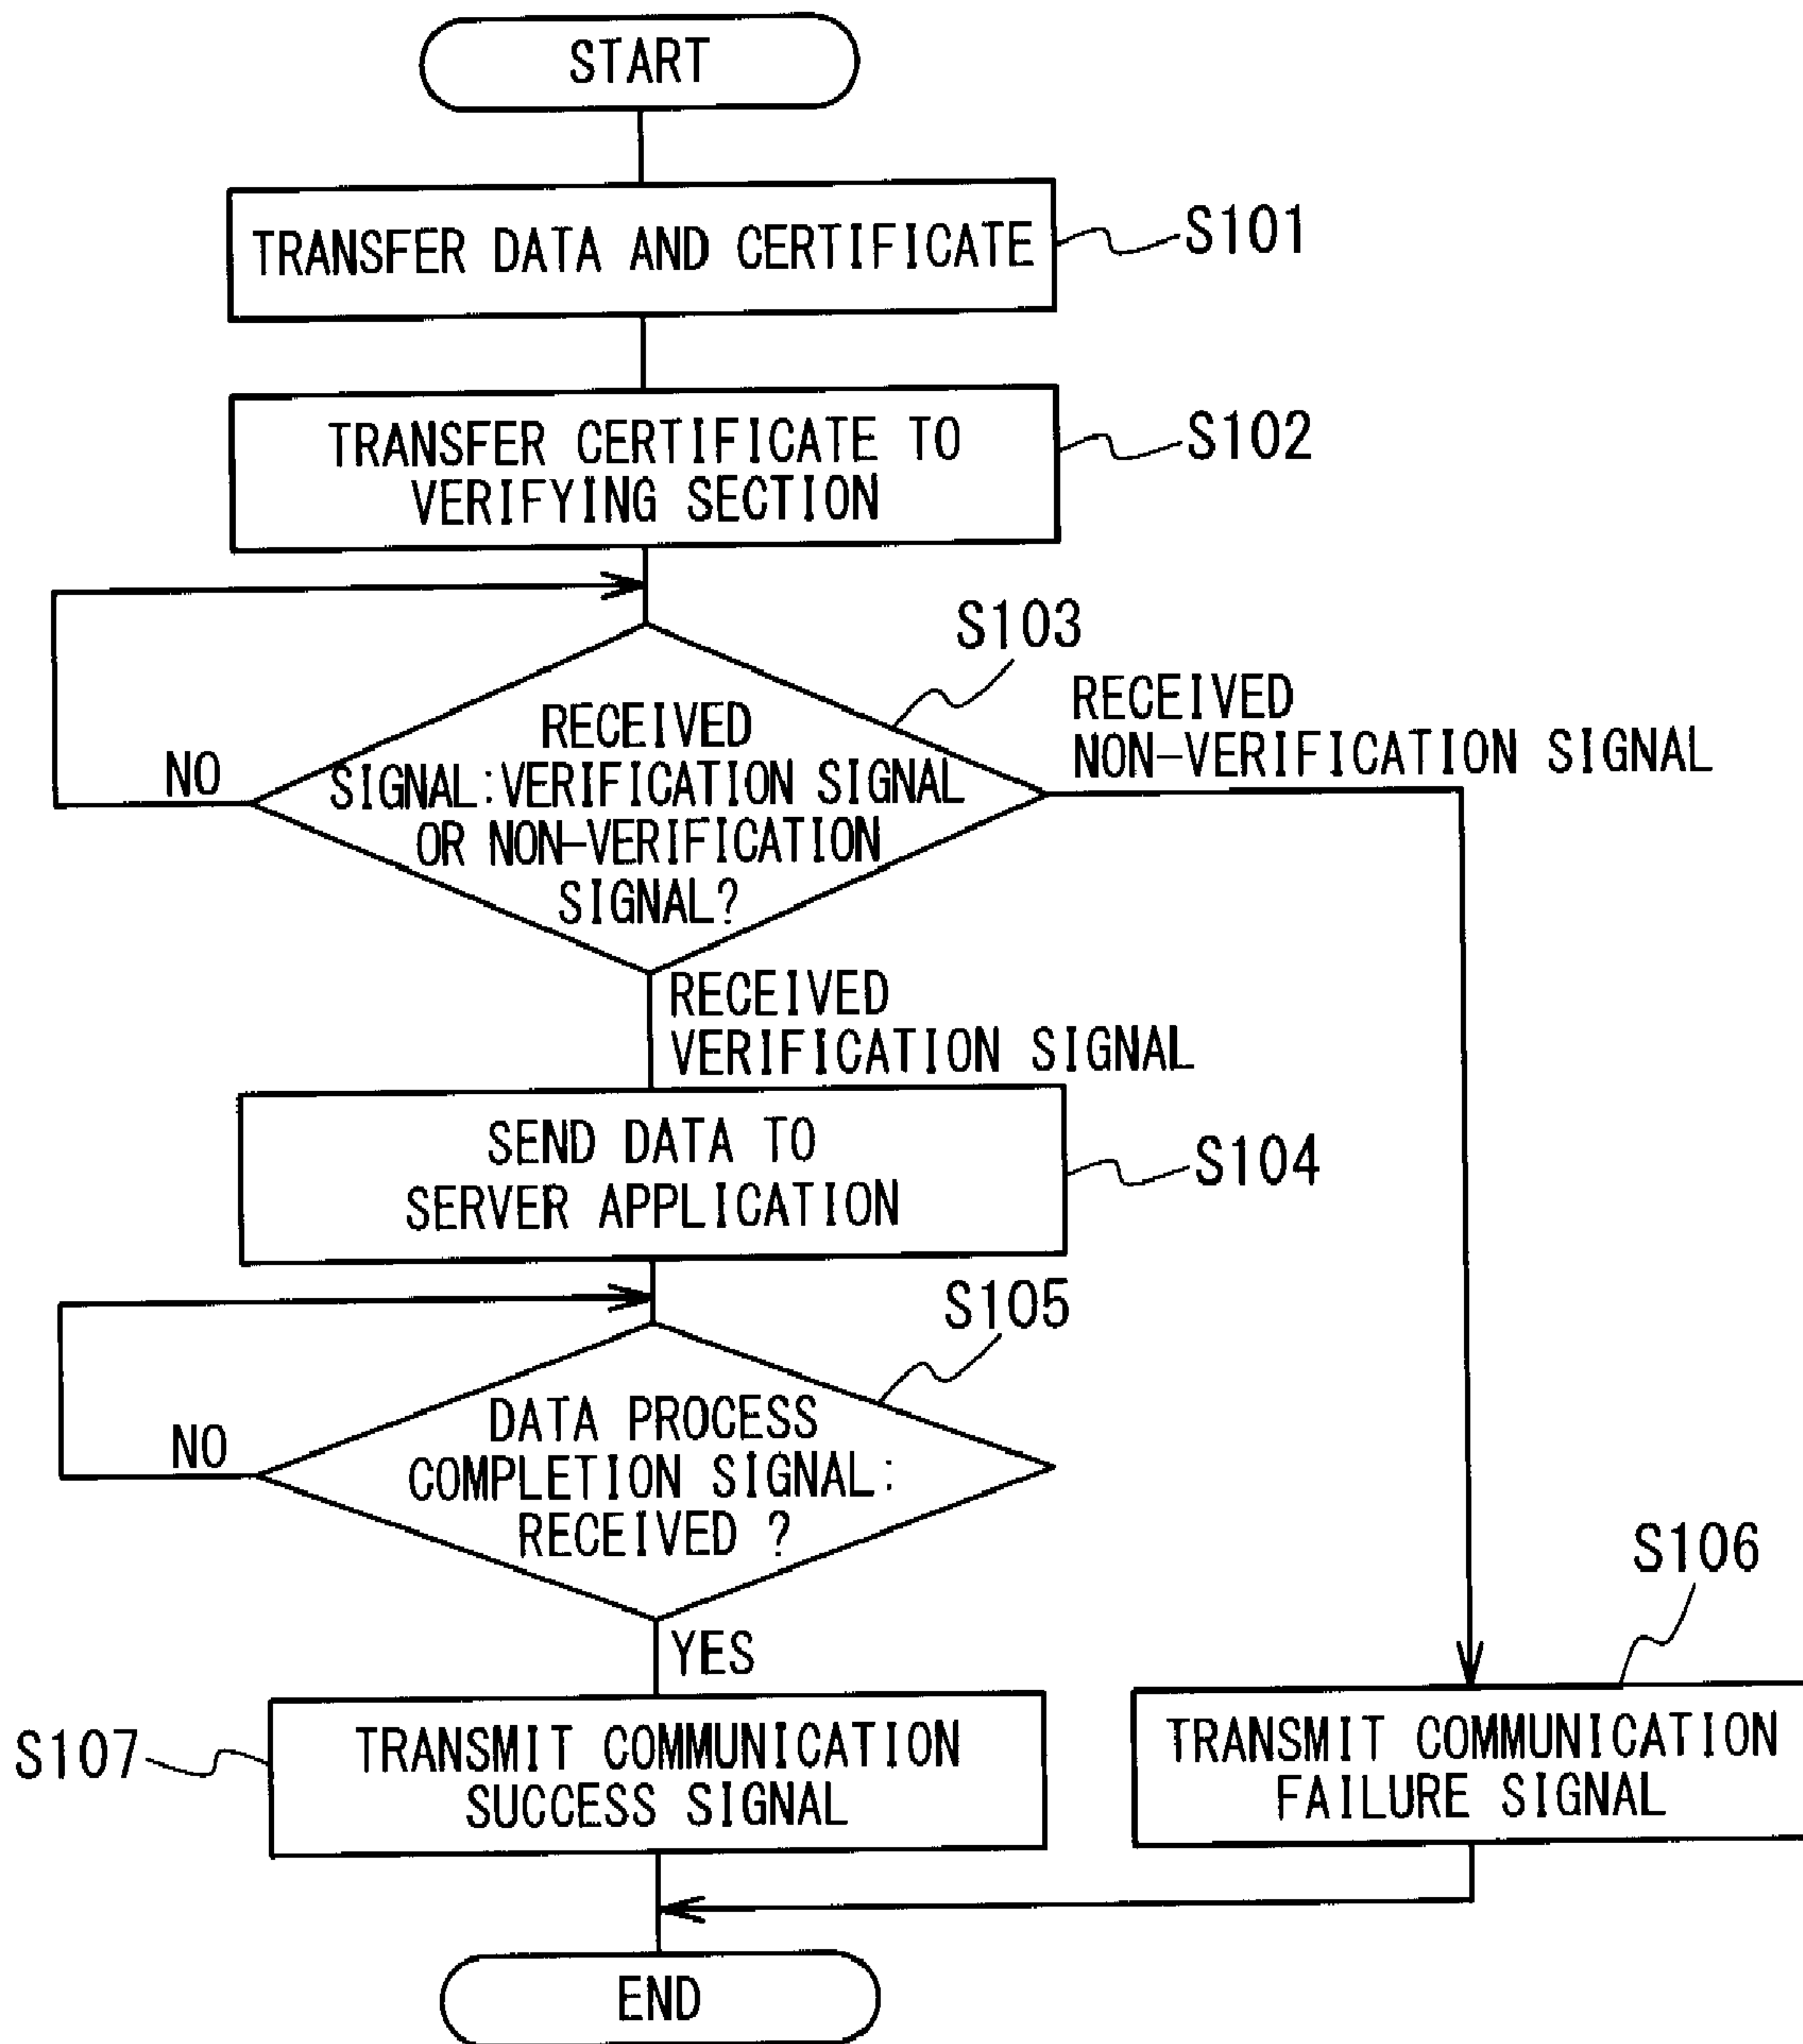 START
TRANSFER DATA AND CERTIFICATE
S101
TRANSFER CERTIFICATE TO
VERIFYING SECTION
S102
S103
RECEIVED
SIGNAL:VERIFICATION SIGNAL
OR NON-VERIFICATION
SIGNAL?
NO
RECEIVED
NON-VERIFICATION SIGNAL
RECEIVED
VERIFICATION SIGNAL
SEND DATA TO
SERVER APPLICATION
S104
S105
DATA PROCESS
COMPLETION SIGNAL:
RECEIVED ?
NO
YES
S106
S107
TRANSMIT COMMUNICATION
SUCCESS SIGNAL
TRANSMIT COMMUNICATION
FAILURE SIGNAL
END